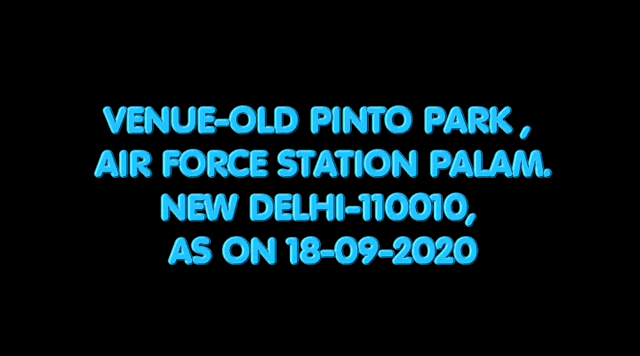 VENUE-OLD PINTO PARK ,
AIR FORCE STATION PALAM.
NEW DELHI-110010,
AS ON 18-09-2020